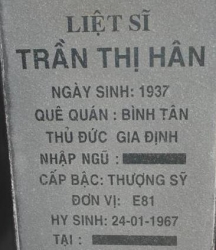 LIỆT SĨ
TRẦN THỊ HÂN
NGÀY SINH: 1937
QUÊ QUÁN : BÌNH TÂN
THỦ ĐỨC GIA ĐỊNH
NHẬP NGŨ :
CẤP BẬC: THƯỢNG SỸ
ĐƠN VỊ: E81
HY SINH: 24-01-1967
TẠI :